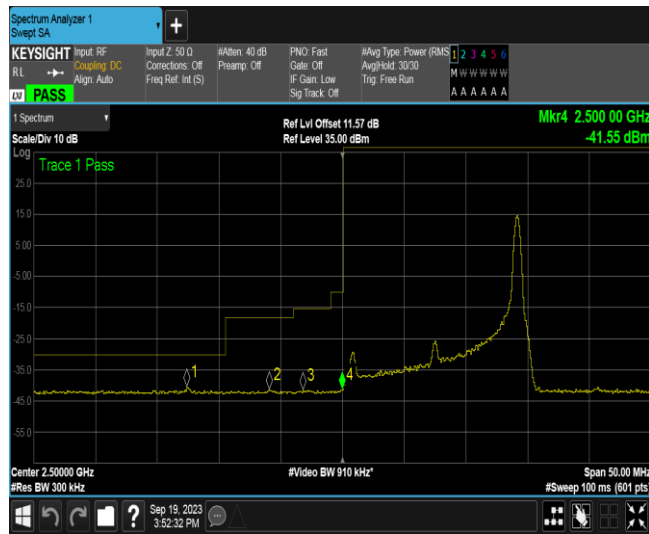 Spectrum Analyzer 1
Swept SA
+
KEYSIGHT
RL
LXI PASS
Input: RF
Coupling: DC
Align: Auto
Input Z: 50 Ω
Corrections: Off
Freq Ref: Int (S)
#Atten: 40 dB
Preamp: Off
PNO: Fast
Gate: Off
IF Gain: Low
Sig Track: Off
#Avg Type: Power (RMS
Avg|Hold: 30/30
Trig: Free Run
1 2 3 4 5 6
M W W W W W
A A A A A A
1 Spectrum
Scale/Div 10 dB
Ref Lvl Offset 11.57 dB
Ref Level 35.00 dBm
Mkr4 2.500 00 GHz
-41.55 dBm
Log
Trace 1 Pass
25.0
15.0
5.00
-5.00
-15.0
-25.0
-35.0
-45.0
-55.0
1
2
3
4
Center 2.50000 GHz
#Res BW 300 kHz
#Video BW 910 kHz*
Span 50.00 MHz
#Sweep 100 ms (601 pts)
?
Sep 19, 2023
3:52:32 PM